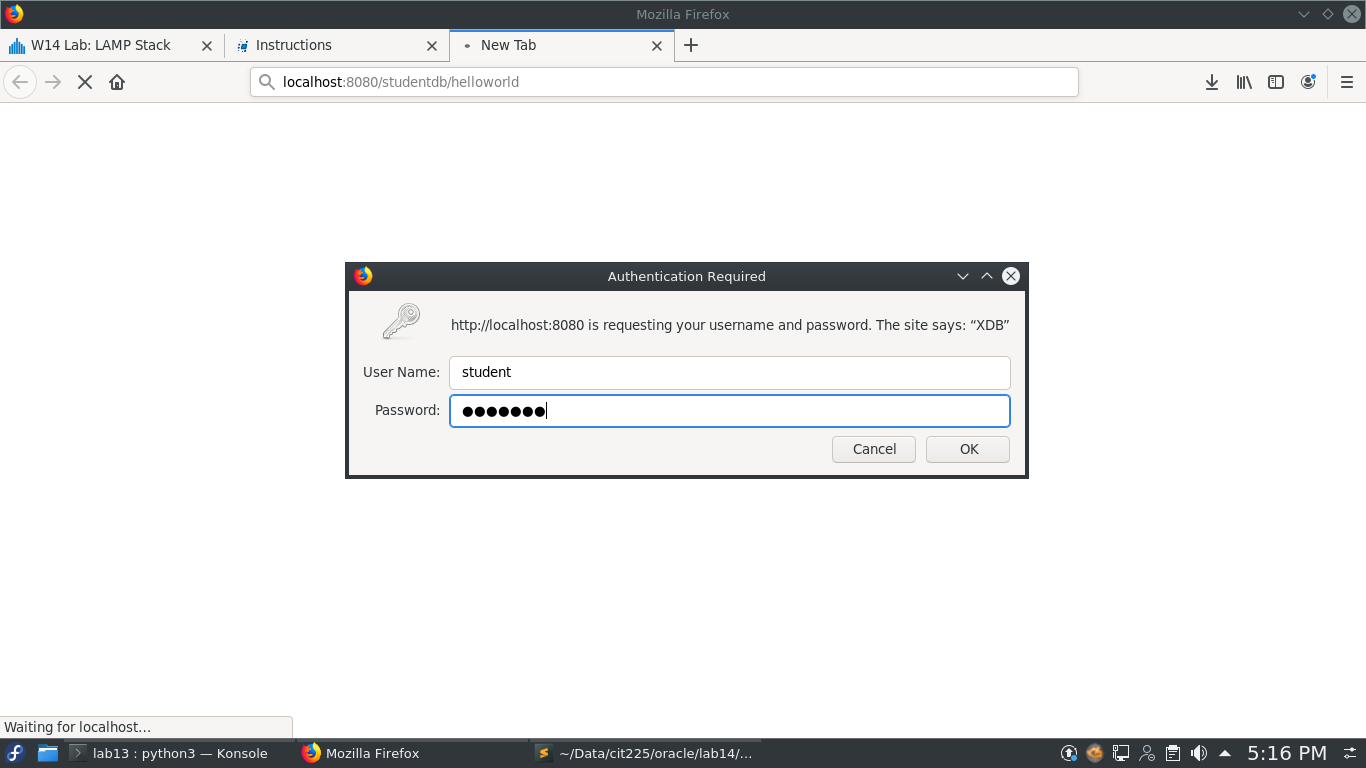 Mozilla Firefox
W14 Lab: LAMP Stack
Instructions
New Tab
localhost:8080/studentdb/helloworld
Authentication Required
http://localhost:8080 is requesting your username and password. The site says: “XDB”
User Name: student
Password: ●●●●●●●
Cancel OK
Waiting for localhost…
lab13 : python3 — Konsole
Mozilla Firefox
~/Data/cit225/oracle/lab14/...
5:16 PM